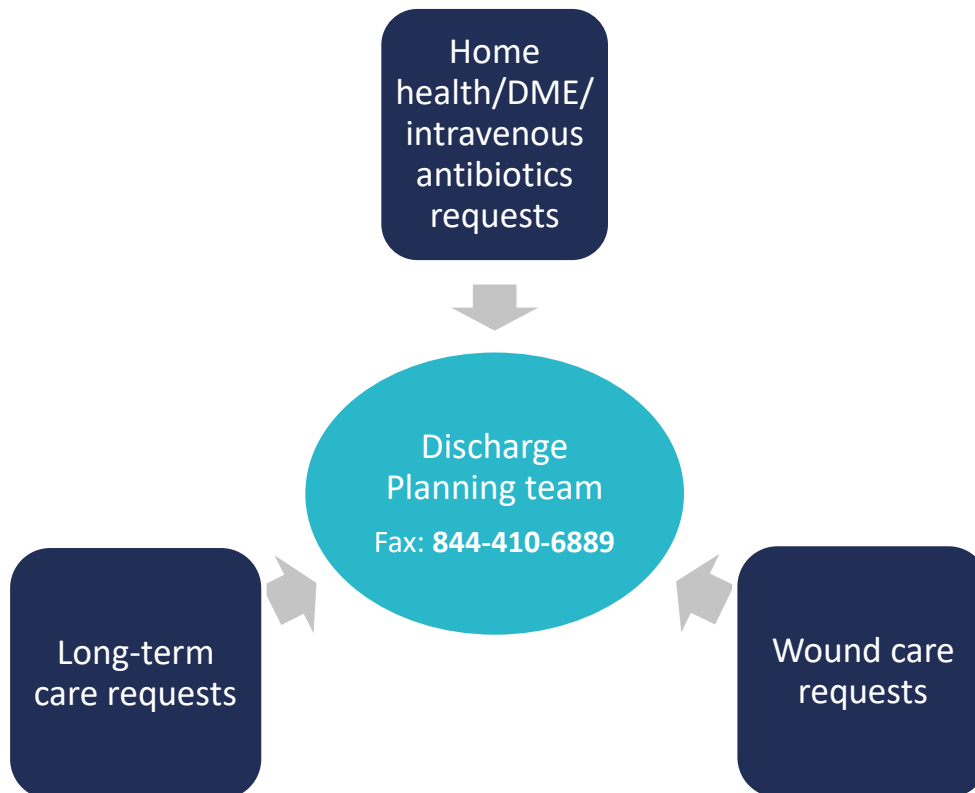 Home
health/DME/
intravenous
antibiotics
requests
Discharge
Planning team
Fax: 844-410-6889
Long-term
care requests
Wound care
requests